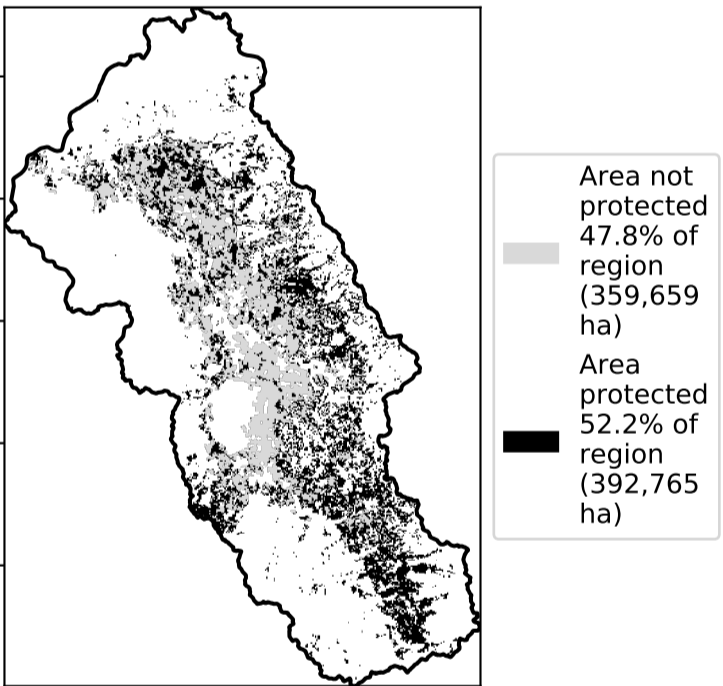 Area not
protected
47.8% of
region
(359,659
ha)
Area
protected
52.2% of
region
(392,765
ha)